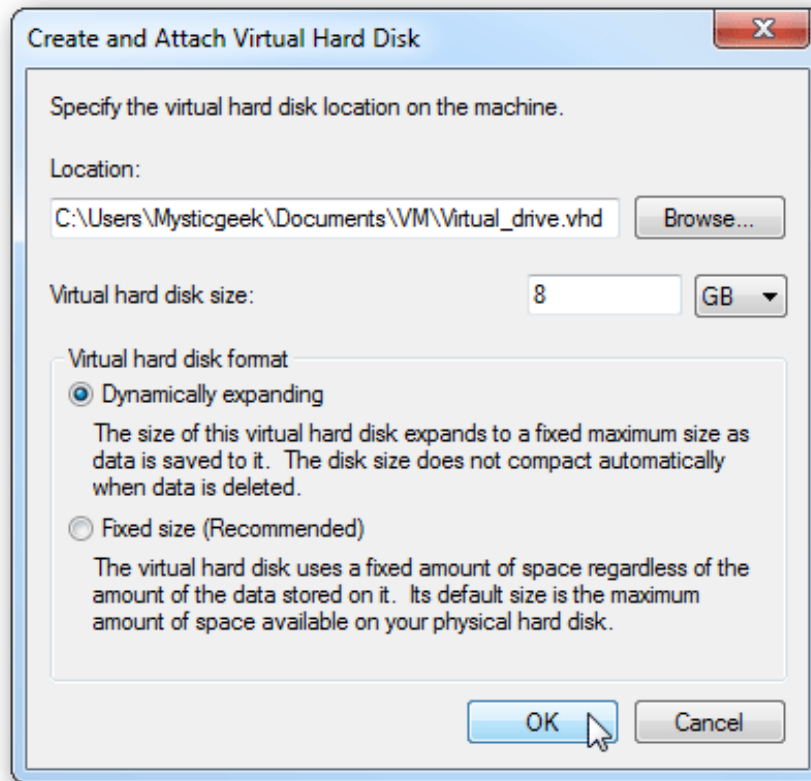 Create and Attach Virtual Hard Disk
Specify the virtual hard disk location on the machine.
Location:
C:\Users\Mysticgeek\Documents\VM\Virtual_drive.vhd Browse...
Virtual hard disk size: 8 GB
Virtual hard disk format
Dynamically expanding
The size of this virtual hard disk expands to a fixed maximum size as
data is saved to it. The disk size does not compact automatically
when data is deleted.
Fixed size (Recommended)
The virtual hard disk uses a fixed amount of space regardless of the
amount of the data stored on it. Its default size is the maximum
amount of space available on your physical hard disk.
OK Cancel